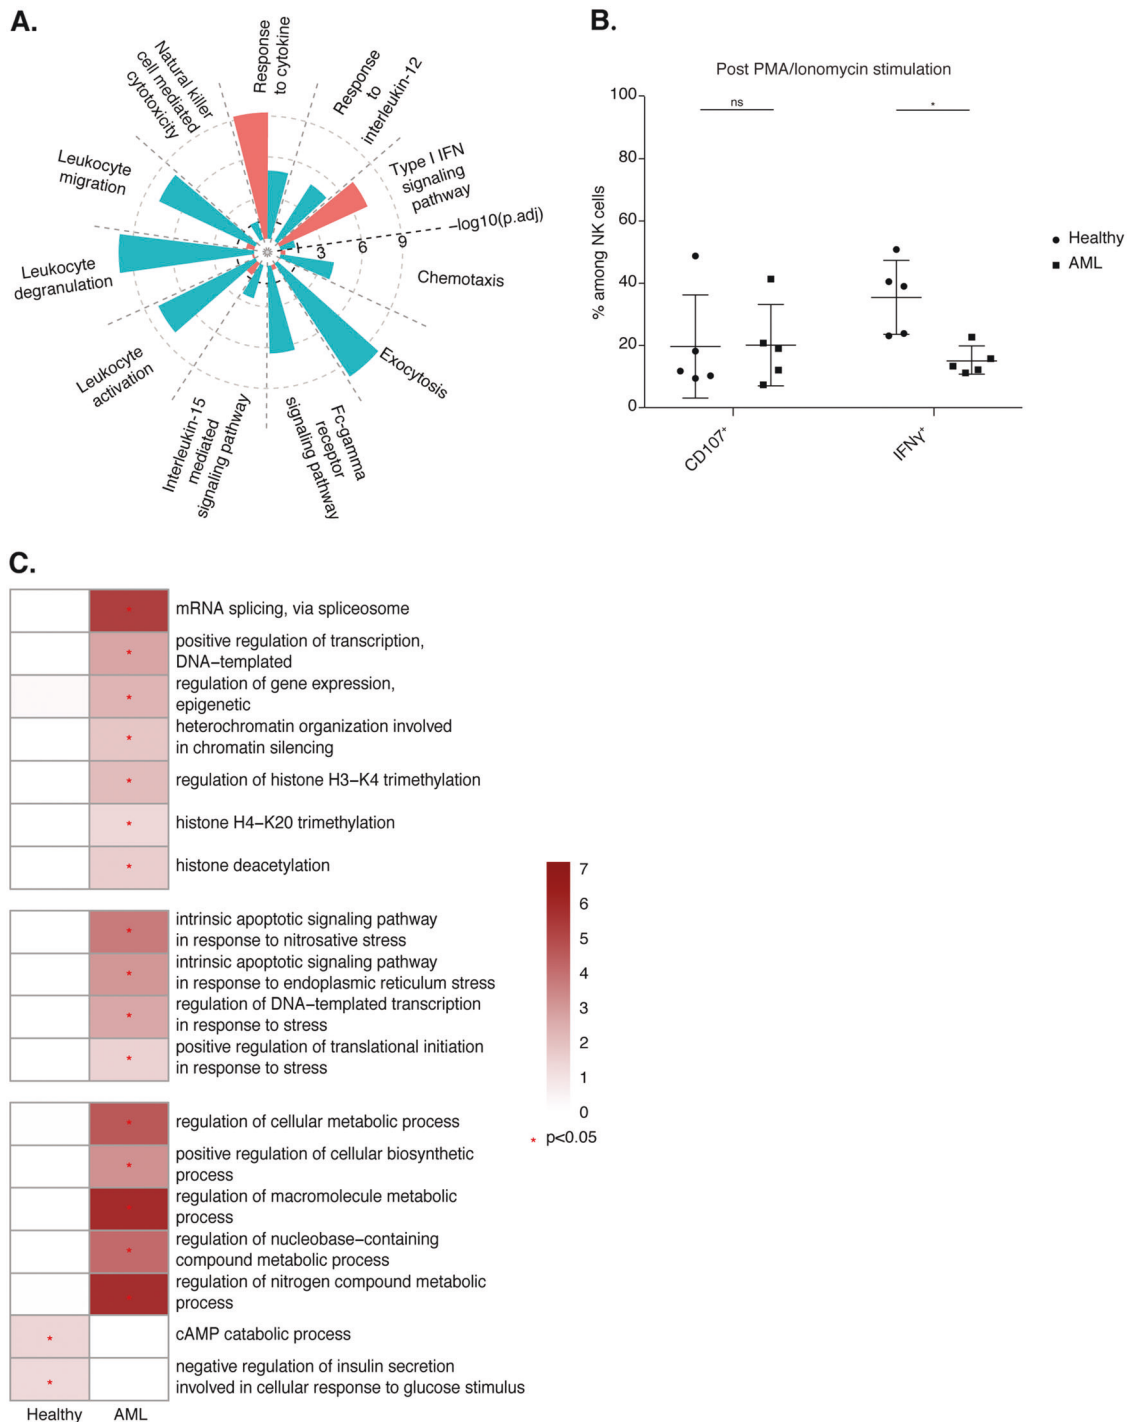 A.
Natural killer
cell mediated
cytotoxicity
Response
to cytokine
Response
to
interleukin-12
Type I IFN
signaling
pathway
–log10(p.adj)
1
3
6
9
Chemotaxis
Exocytosis
Fc-gamma
receptor
signaling pathway
Interleukin-15
mediated
signaling pathway
Leukocyte
activation
Leukocyte
degranulation
Leukocyte
migration
B.
Post PMA/Ionomycin stimulation
% among NK cells
100
80
60
40
20
0
ns
*
CD107⁺
IFNγ⁺
Healthy
AML
C.
* mRNA splicing, via spliceosome
* positive regulation of transcription,
DNA–templated
* regulation of gene expression,
epigenetic
* heterochromatin organization involved
in chromatin silencing
* regulation of histone H3–K4 trimethylation
* histone H4–K20 trimethylation
* histone deacetylation
* intrinsic apoptotic signaling pathway
in response to nitrosative stress
* intrinsic apoptotic signaling pathway
in response to endoplasmic reticulum stress
* regulation of DNA–templated transcription
in response to stress
* positive regulation of translational initiation
in response to stress
* regulation of cellular metabolic process
* positive regulation of cellular biosynthetic
process
* regulation of macromolecule metabolic
process
* regulation of nucleobase–containing
compound metabolic process
* regulation of nitrogen compound metabolic
process
* cAMP catabolic process
* negative regulation of insulin secretion
involved in cellular response to glucose stimulus
Healthy
AML
7
6
5
4
3
2
1
0
* p<0.05